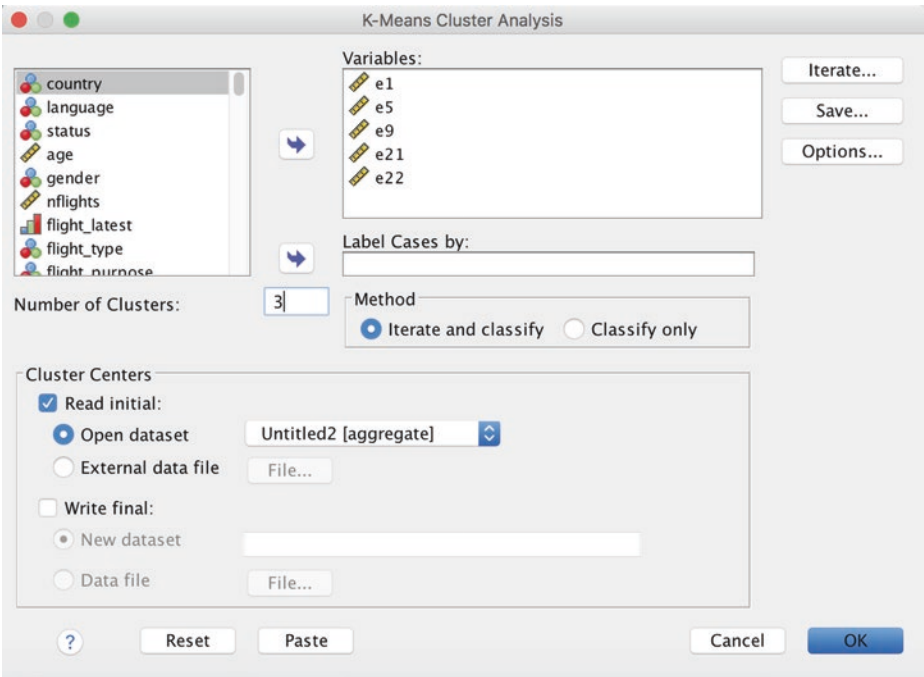 K-Means Cluster Analysis
country
language
status
age
gender
nflights
flight_latest
flight_type
flight_purpose
Variables:
e1
e5
e9
e21
e22
Iterate...
Save...
Options...
Label Cases by:
Number of Clusters:
3
Method
Iterate and classify
Classify only
Cluster Centers
Read initial:
Open dataset
Untitled2 [aggregate]
External data file
File...
Write final:
New dataset
Data file
File...
?
Reset
Paste
Cancel
OK